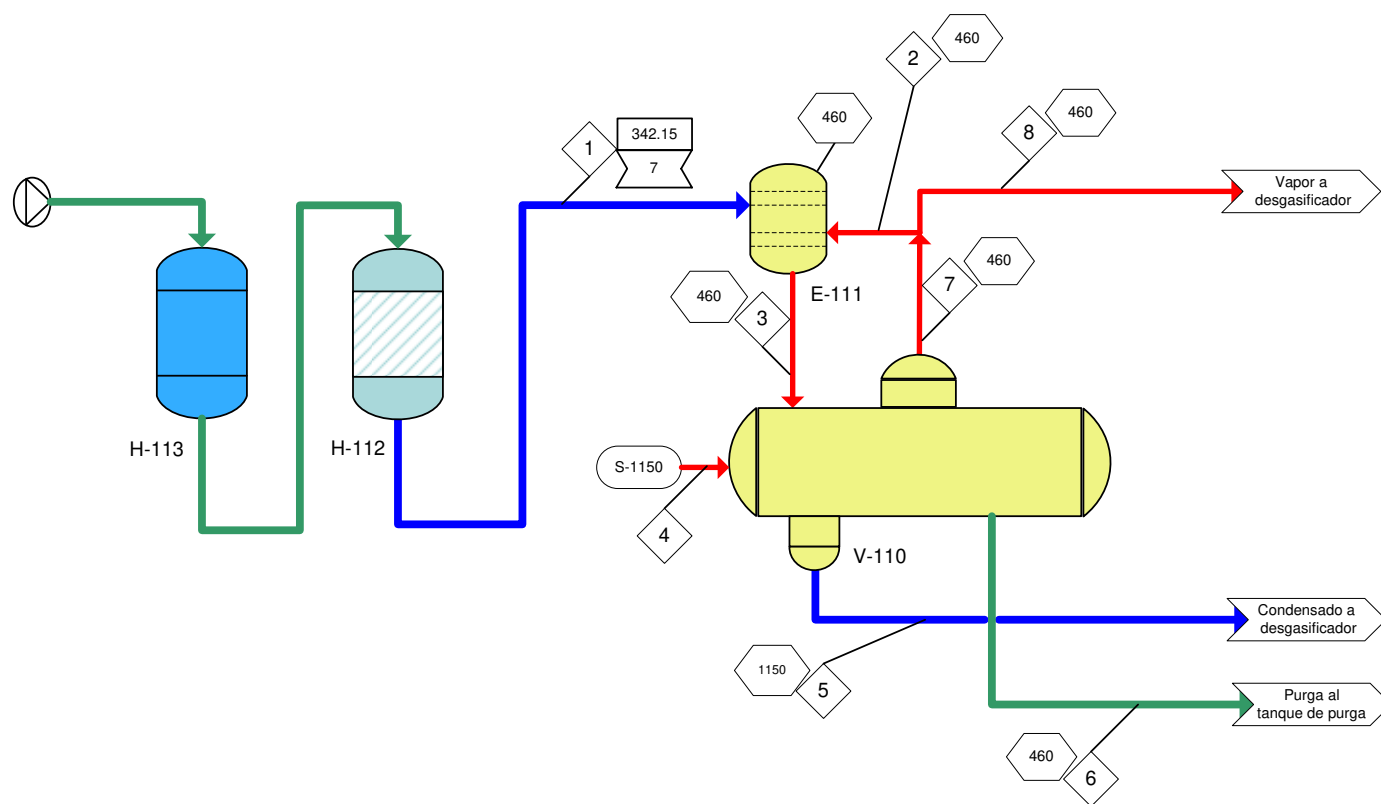 460
2
460
8
460
342.15
1
7
Vapor a
desgasificador
460
7
E-111
460
3
H-113
H-112
S-1150
4
V-110
Condensado a
desgasificador
1150
5
Purga al
tanque de purga
460
6